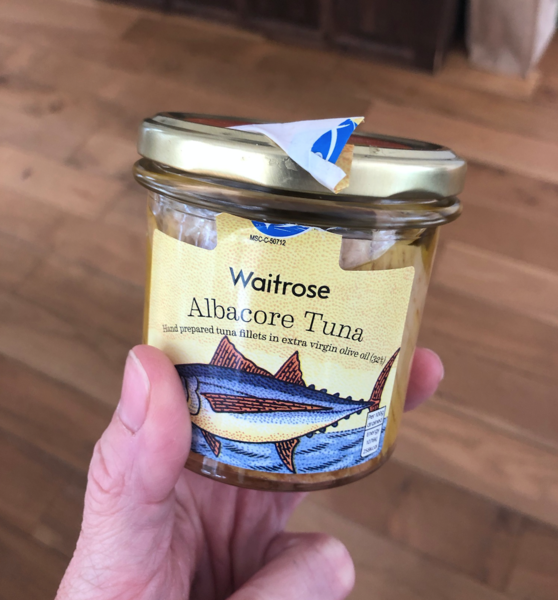 MSC-C-50712
Waitrose
Albacore Tuna
Hand prepared tuna fillets in extra virgin olive oil (32%)